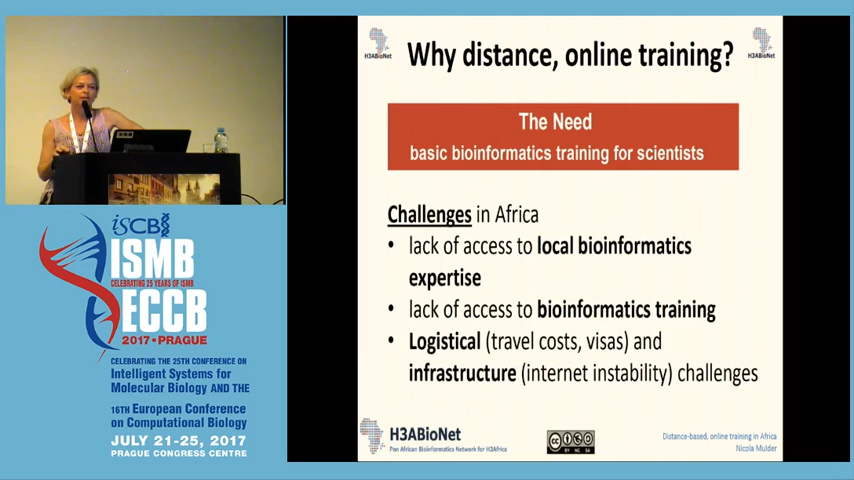 iSCB
ISMB
CELEBRATING 25 YEARS OF ISMB
ECCB
2017 • PRAGUE
CELEBRATING THE 25TH CONFERENCE ON
Intelligent Systems for
Molecular Biology AND THE
16TH European Conference
on Computational Biology
JULY 21-25, 2017
PRAGUE CONGRESS CENTRE
H3ABioNet
Why distance, online training?
H3ABioNet
The Need
basic bioinformatics training for scientists
Challenges in Africa
• lack of access to local bioinformatics
expertise
• lack of access to bioinformatics training
• Logistical (travel costs, visas) and
infrastructure (internet instability) challenges
H3ABioNet
Pan African Bioinformatics Network for H3Africa
cc
BY NC SA
Distance-based, online training in Africa
Nicola Mulder